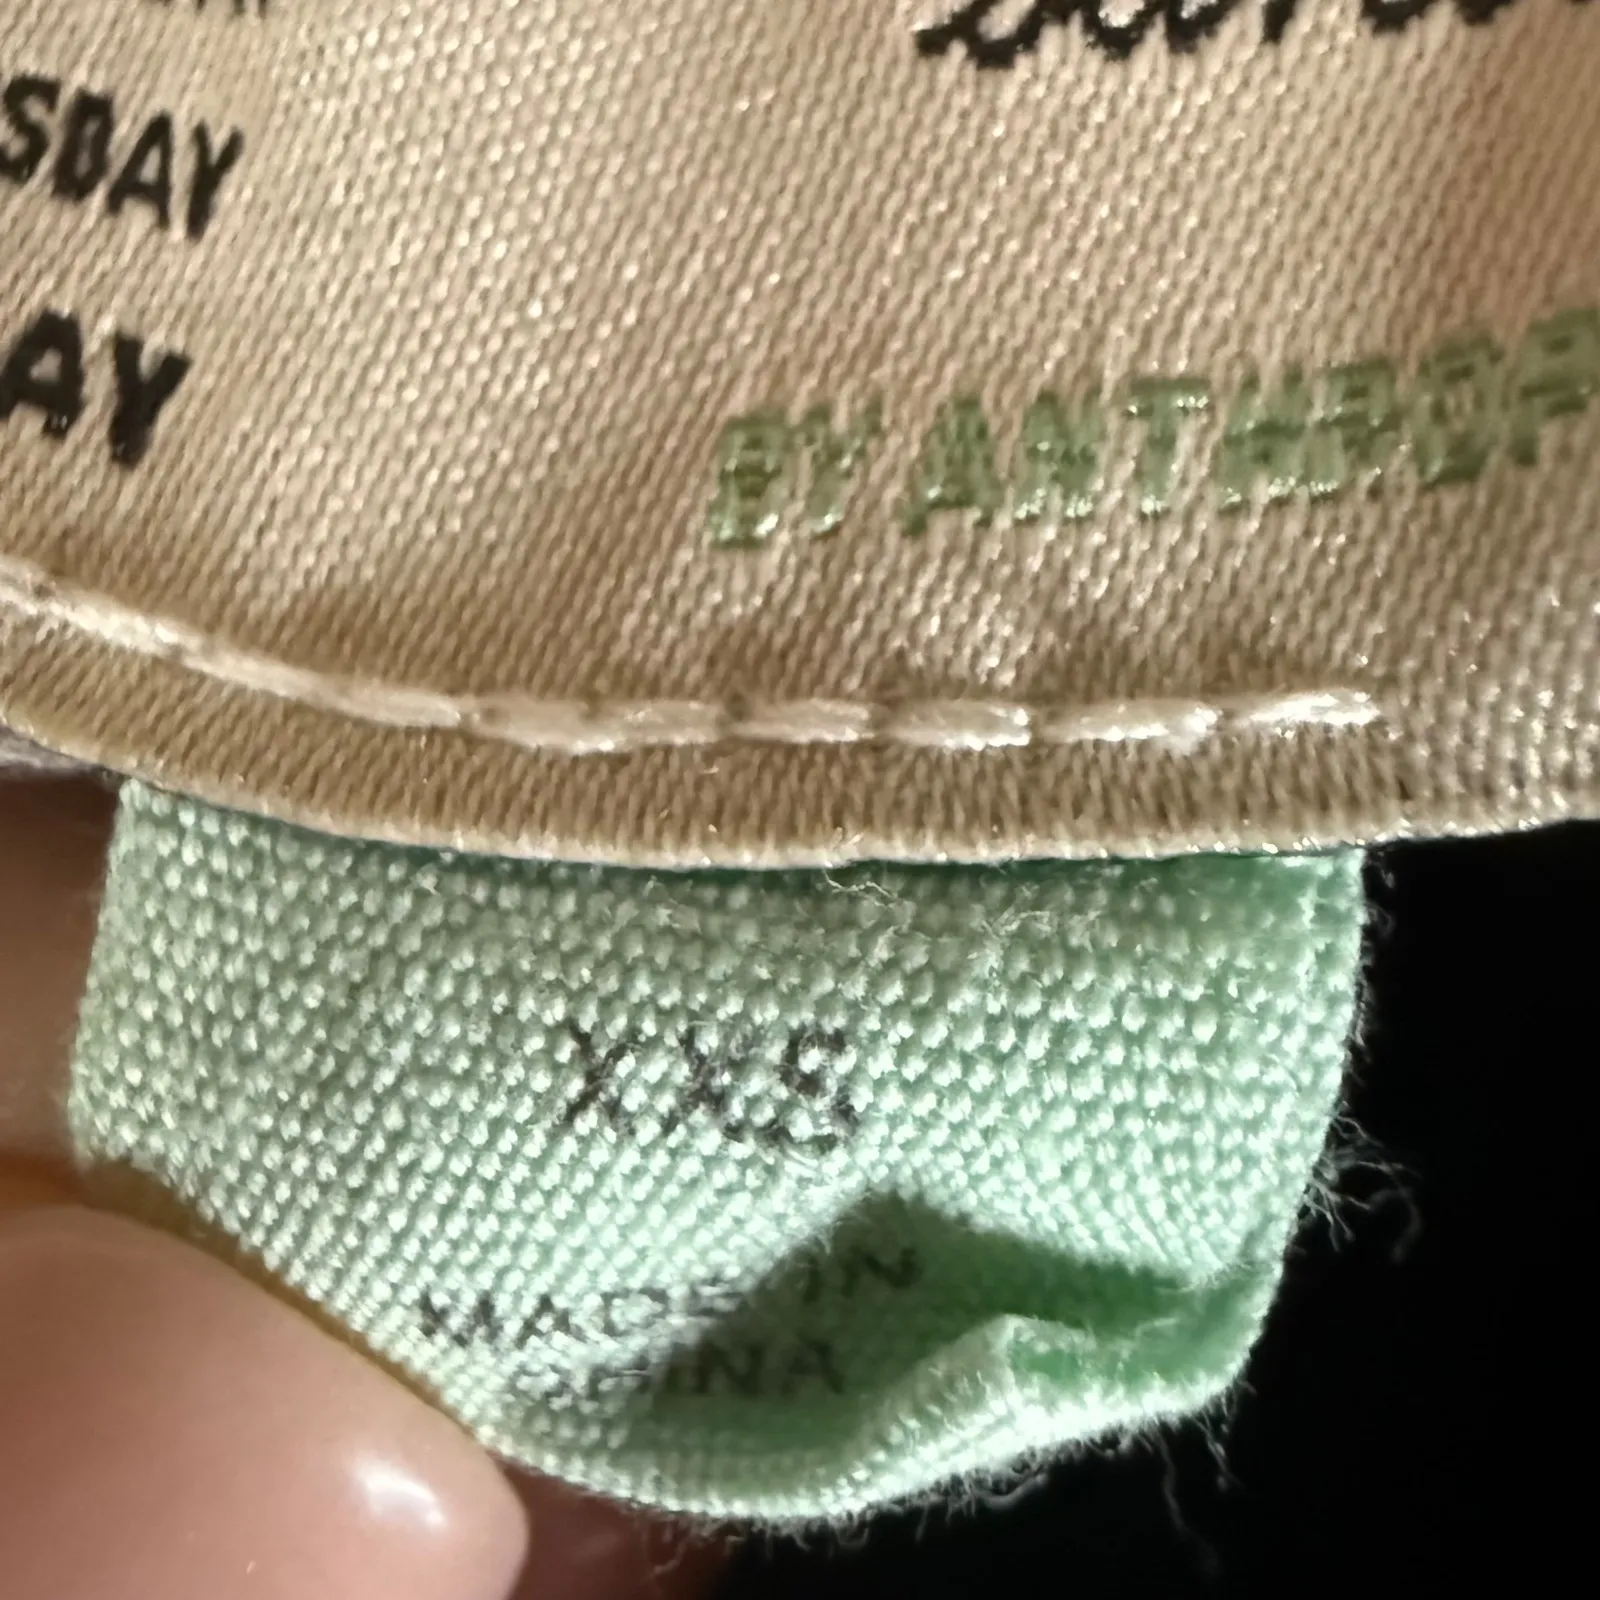 SDAY
AY
BY ANTHROP
XXS
MADE IN
CHINA